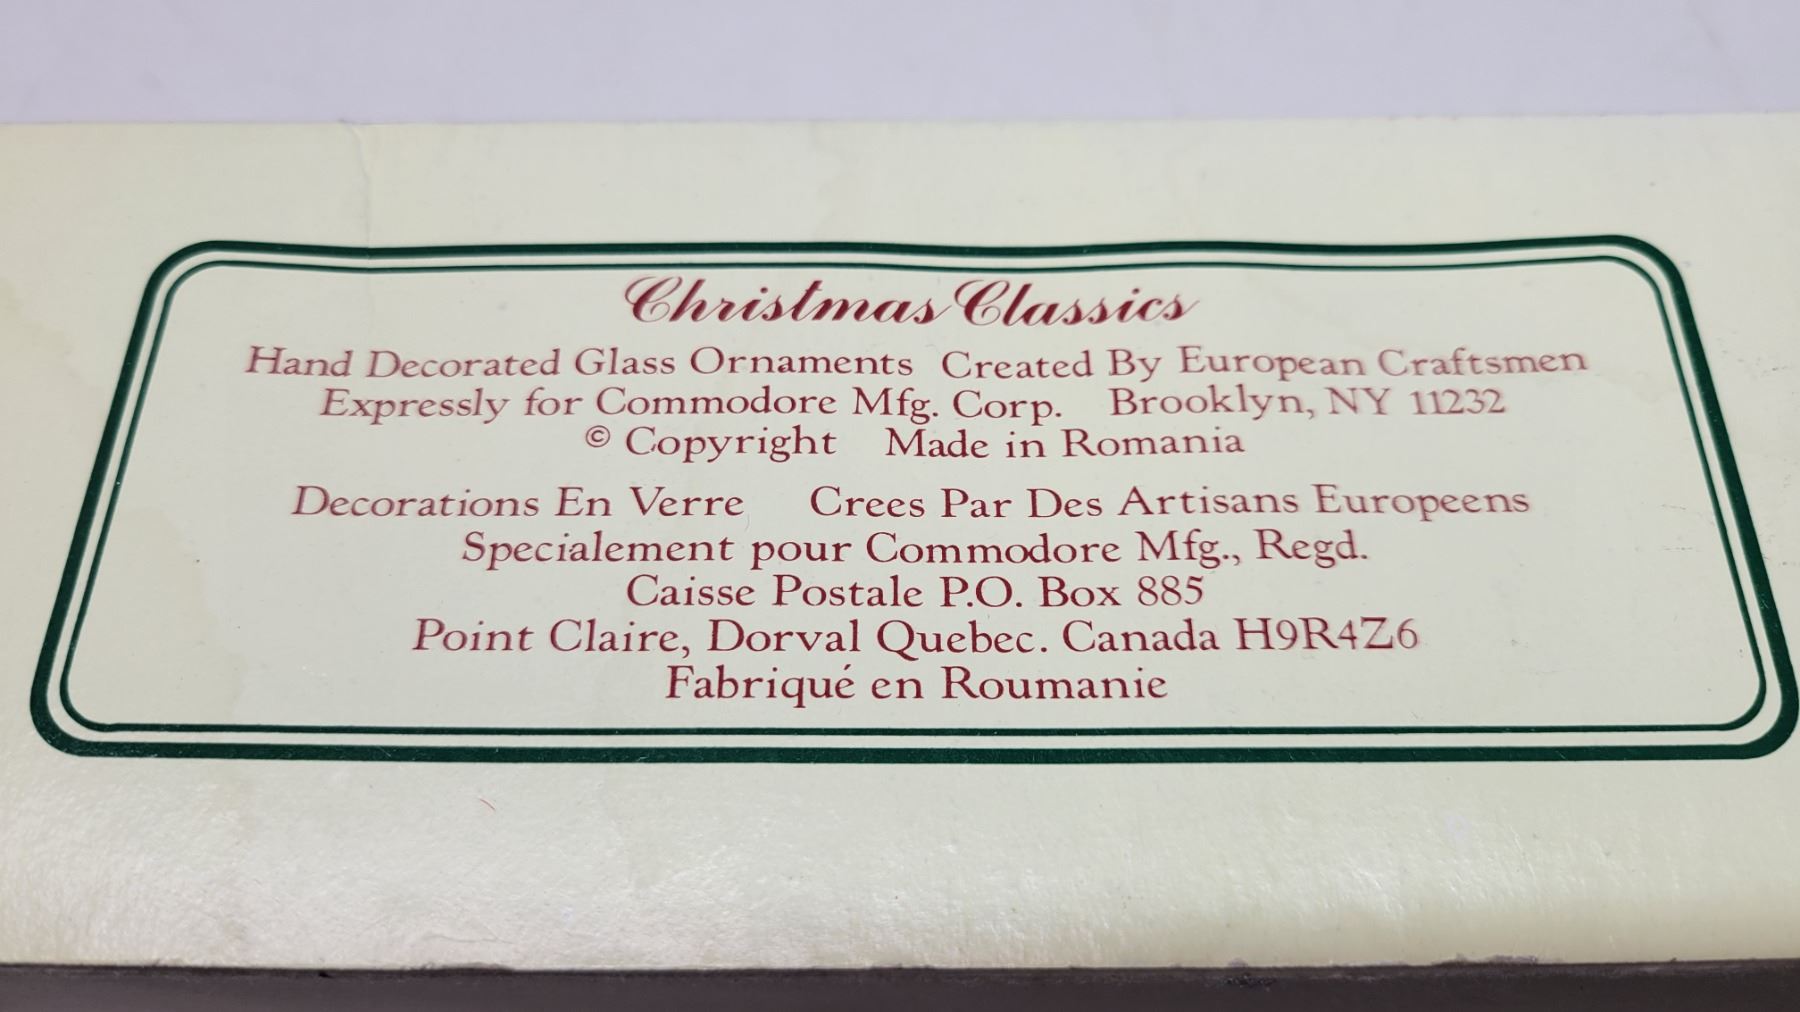 Christmas Classics
Hand Decorated Glass Ornaments Created By European Craftsmen
Expressly for Commodore Mfg. Corp. Brooklyn, NY 11232
© Copyright Made in Romania
Decorations En Verre Crees Par Des Artisans Europeens
Specialement pour Commodore Mfg., Regd.
Caisse Postale P.O. Box 885
Point Claire, Dorval Quebec. Canada H9R4Z6
Fabriqué en Roumanie